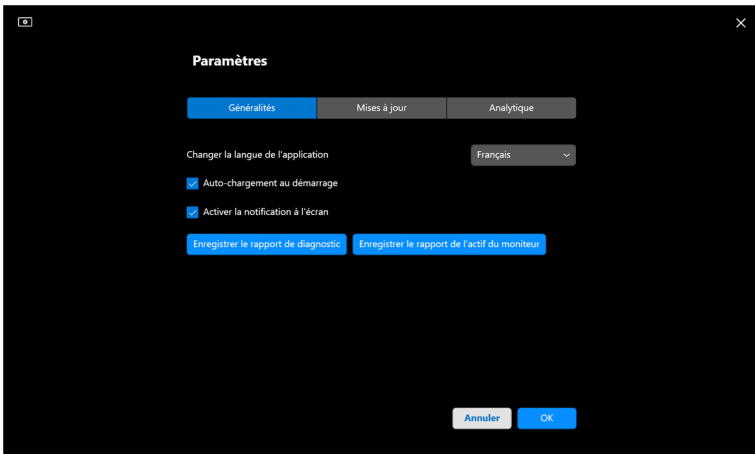 Paramètres
Généralités Mises à jour Analytique
Changer la langue de l'application Français
Auto-chargement au démarrage
Activer la notification à l'écran
Enregistrer le rapport de diagnostic Enregistrer le rapport de l'actif du moniteur
Annuler OK